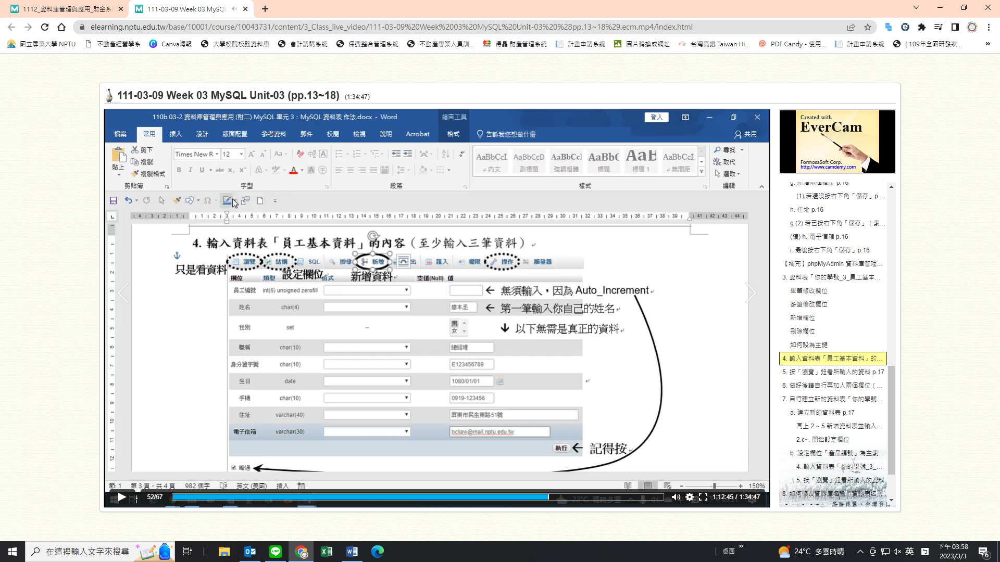 1112_資料庫管理與應用_財金系(
111-03-09 Week 03 MySQL
elearning.nptu.edu.tw/base/10001/course/10043731/content/3_Class_live_video/111-03-09%20Week%2003%20MySQL%20Unit-03%20%28pp.13~18%29.ecm.mp4/index.html
國立屏東大學 NPTU
不動產經營學系
Canva海報
大學校院校務資料庫
會計請購系統
保費整合管理系統
不動產專業人員訓...
得晶 財產管理系統
計畫申請系統
圖片轉換成網址
台灣高鐵 Taiwan Hi...
PDF Candy - 使用...
計畫申請系統
[ 109年全國研發狀...
111-03-09 Week 03 MySQL Unit-03 (pp.13~18) (1:34:47)
110b 03-2 資料庫管理與應用 (財二) MySQL 單元 3：MySQL 資料表 作法.docx - Word
繪圖工具
登入
檔案 常用 插入 設計 版面配置 參考資料 郵件 校閱 檢視 說明 Acrobat 格式 告訴我您想做什麼 共用
貼上
剪下
複製
複製格式
剪貼簿
Times New R 12
字型
段落
AaBbCcI AaBbCcD AaBbCcI AaBbC AaB AaBbCcI
內文 副標題 強調粗體 標題 標題 1 無間距
樣式
尋找
取代
選取
編輯
4. 輸入資料表「員工基本資料」的內容（至少輸入三筆資料）
瀏覽 結構 SQL 搜尋 新增 出 匯入 權限 操作 觸發器
只是看資料 設定欄位 新增資料
欄位 類型 函式 空值(Null) 值
員工編號 int(6) unsigned zerofill ← 無須輸入，因為 Auto_Increment
姓名 char(4) 廖本丞 ← 第一筆輸入你自己的姓名
性別 set -- 男 女 ↓ 以下無需是真正的資料
職稱 char(10) 總經理
身分證字號 char(10) E123456789
生日 date 1080/01/01
手機 char(10) 0919-123456
住址 varchar(40) 屏東市民生東路51號
電子信箱 varchar(30) bcliaw@mail.nptu.edu.tw
執行 ← 記得按
略過
節: 1 第 3 頁，共 4 頁 982 個字 英文 (美國) 插入 150%
52/67 1:12:45 / 1:34:47
22°C 晴時多雲
Created with
EverCam
FormosaSoft Corp.
http://www.camdemy.com
g. 新增兩個欄位 p.16
(1) 若還沒按右下角「儲存」p....
h. 住址 p.16
g.(2) 若已按右下角「儲存」（索...
(續) h. 電子信箱 p.16
i. 最後按右下角「儲存」p.16
【補充】phpMyAdmin 資料庫管理...
3. 資料表「你的學號_3_員工基本...
單筆修改欄位
多筆修改欄位
新增欄位
刪除欄位
如何設為主鍵
4. 輸入資料表「員工基本資料」的...
5. 按「瀏覽」鈕看所輸入的資料 p.17
6. 做好後請自行再加入兩個欄位（...
7. 自行建立新的資料表「你的學號...
a. 建立新的資料表 p.17
同上 2 ~ 5 新增資料表並輸入...
2.c~. 開始設定欄位
b. 設定欄位「產品編號」為主索...
4. 輸入資料表「你的學號_3_...
5. 按「瀏覽」鈕看所輸入的資料
8. 如何修改資料庫名稱、資料表名...
在這裡輸入文字來搜尋
桌面
24°C 多雲時晴
英
下午 03:58
2023/3/3
6